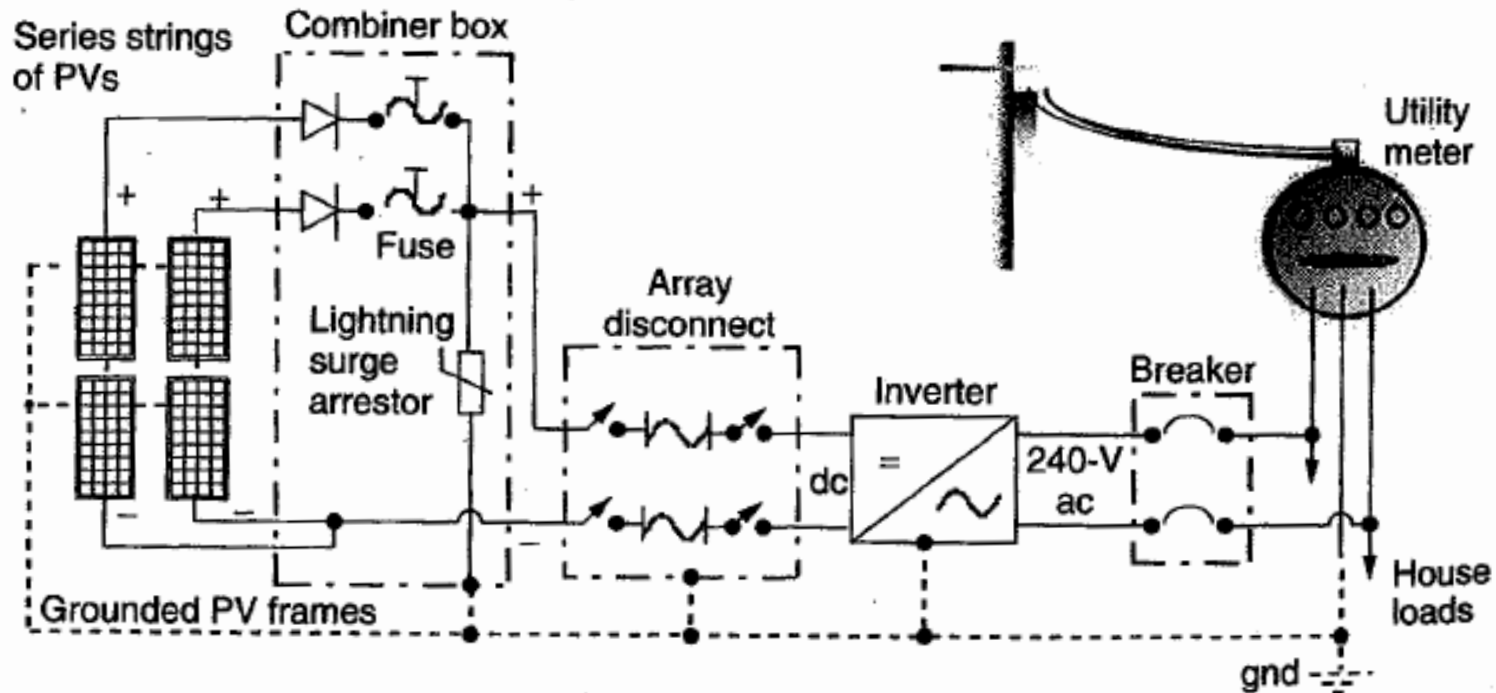 Combiner box
Series strings
of PVs
Utility
meter
+
+
+
Fuse
Lightning
surge
arrestor
Array
disconnect
Inverter
Breaker
=
dc
240-V
ac
–
–
–
House
loads
Grounded PV frames
gnd